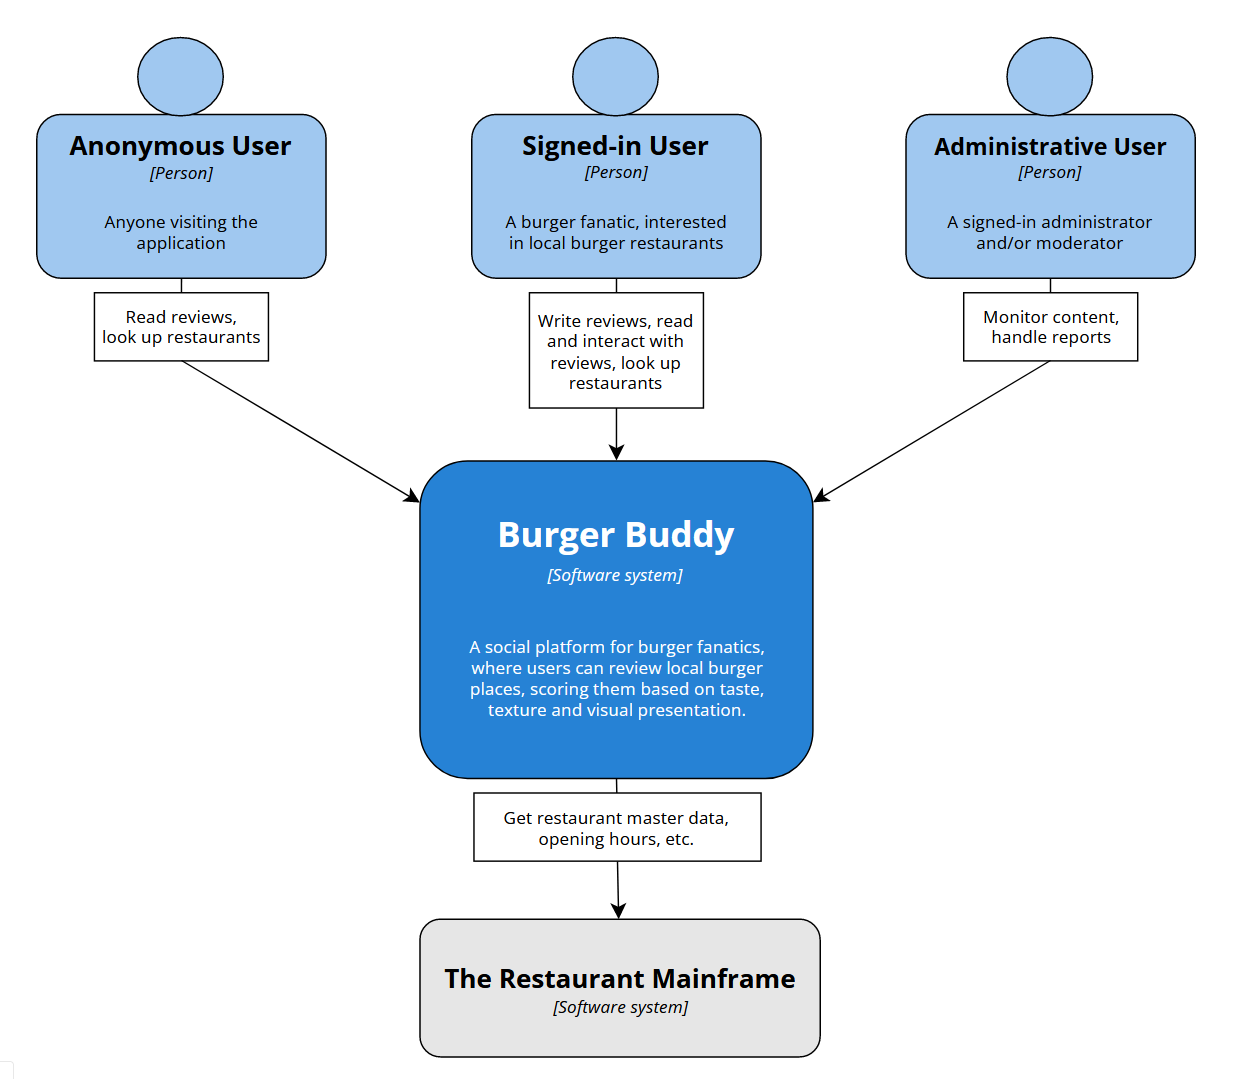 Anonymous User
[Person]
Anyone visiting the
application
Signed-in User
[Person]
A burger fanatic, interested
in local burger restaurants
Administrative User
[Person]
A signed-in administrator
and/or moderator
Read reviews,
look up restaurants
Write reviews, read
and interact with
reviews, look up
restaurants
Monitor content,
handle reports
Burger Buddy
[Software system]
A social platform for burger fanatics,
where users can review local burger
places, scoring them based on taste,
texture and visual presentation.
Get restaurant master data,
opening hours, etc.
The Restaurant Mainframe
[Software system]